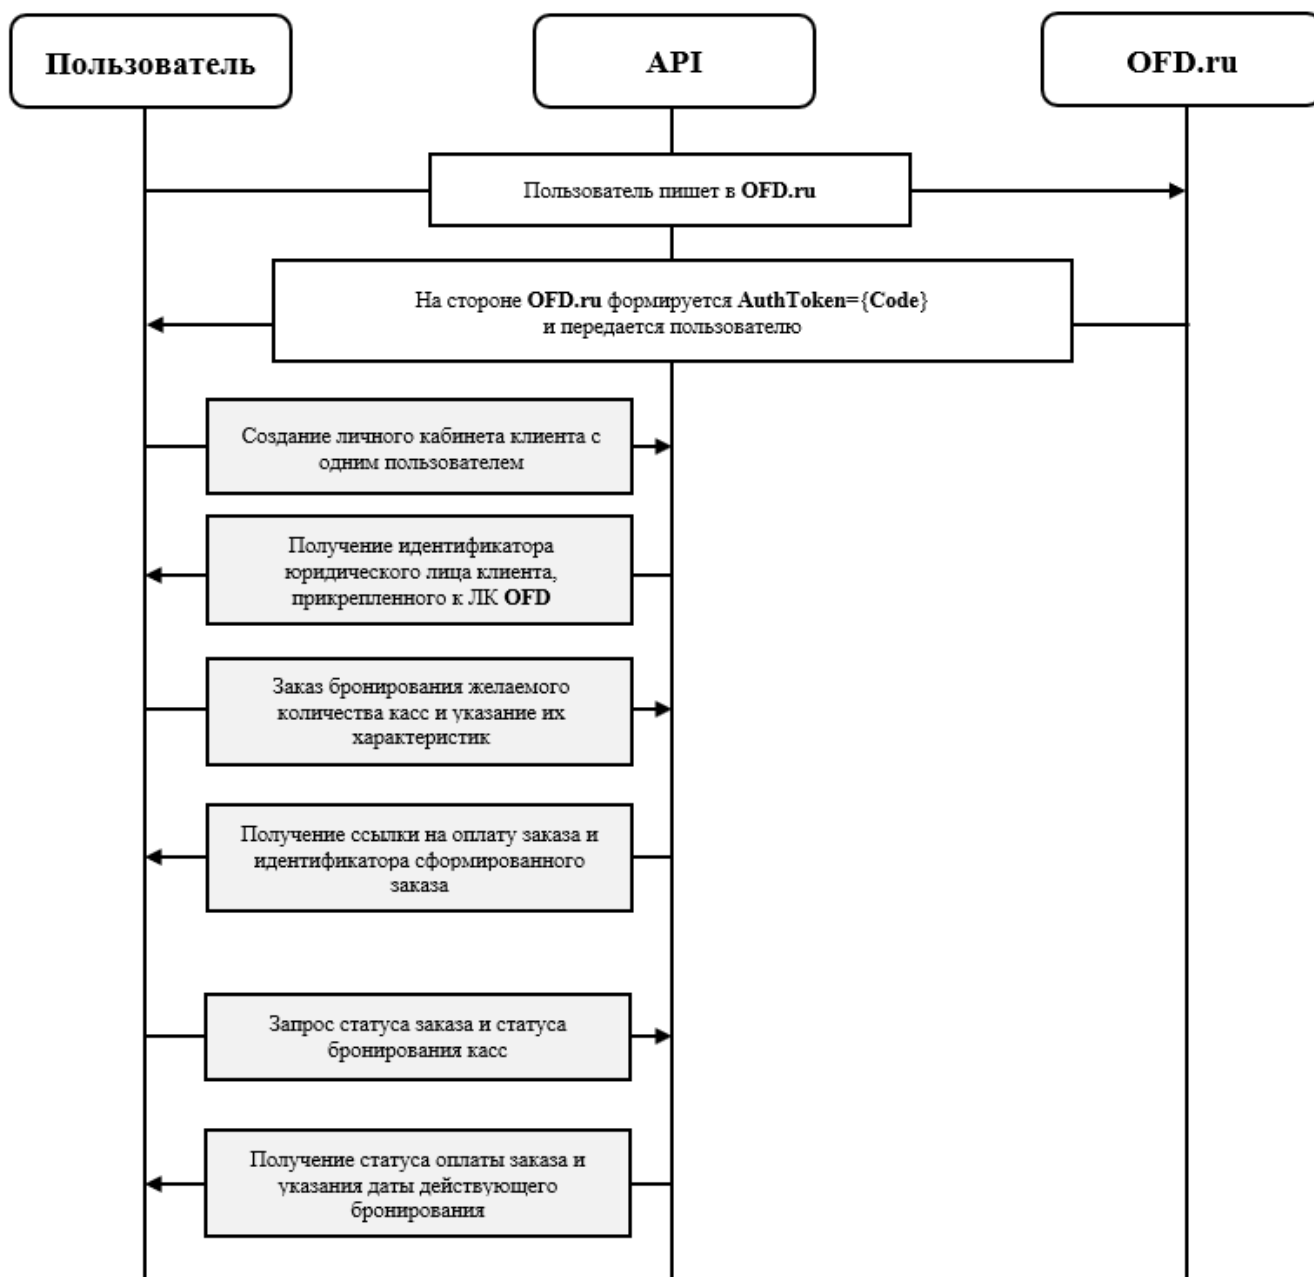 Пользователь
API
OFD.ru
Пользователь пишет в OFD.ru
На стороне OFD.ru формируется AuthToken={Code}
и передается пользователю
Создание личного кабинета клиента с
одним пользователем
Получение идентификатора
юридического лица клиента,
прикрепленного к ЛК OFD
Заказ бронирования желаемого
количества касс и указание их
характеристик
Получение ссылки на оплату заказа и
идентификатора сформированного
заказа
Запрос статуса заказа и статуса
бронирования касс
Получение статуса оплаты заказа и
указания даты действующего
бронирования